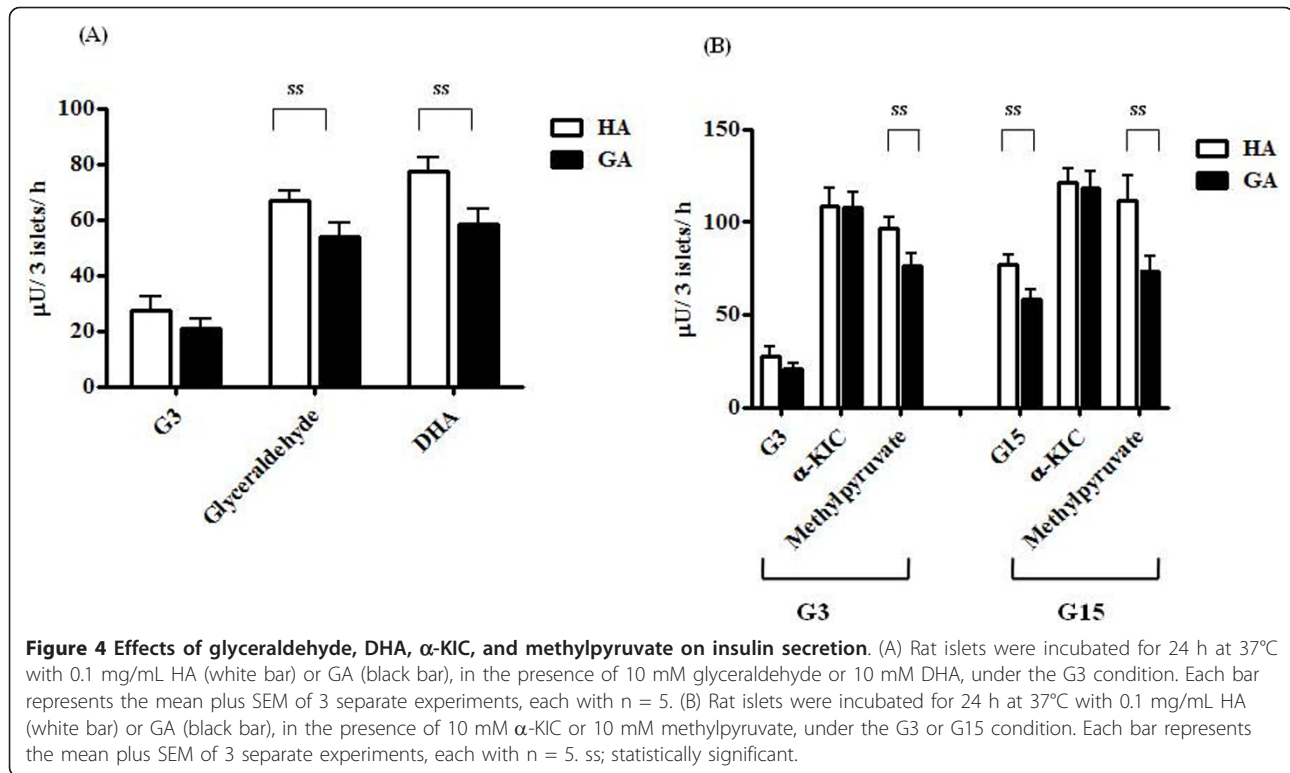 (A)
ss
ss
100
80
60
40
20
0
µU/ 3 islets/ h
HA
GA
G3
Glyceraldehyde
DHA
(B)
ss
ss
ss
150
100
50
0
µU/ 3 islets/ h
HA
GA
G3
α-KIC
Methylpyruvate
G15
α-KIC
Methylpyruvate
G3
G15
Figure 4 Effects of glyceraldehyde, DHA, α-KIC, and methylpyruvate on insulin secretion. (A) Rat islets were incubated for 24 h at 37°C
with 0.1 mg/mL HA (white bar) or GA (black bar), in the presence of 10 mM glyceraldehyde or 10 mM DHA, under the G3 condition. Each bar
represents the mean plus SEM of 3 separate experiments, each with n = 5. (B) Rat islets were incubated for 24 h at 37°C with 0.1 mg/mL HA
(white bar) or GA (black bar), in the presence of 10 mM α-KIC or 10 mM methylpyruvate, under the G3 or G15 condition. Each bar represents
the mean plus SEM of 3 separate experiments, each with n = 5. ss; statistically significant.